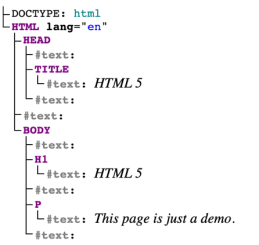 DOCTYPE: html
HTML lang="en"
HEAD
#text:
TITLE
#text: HTML 5
#text:
#text:
BODY
#text:
H1
#text: HTML 5
#text:
P
#text: This page is just a demo.
#text: